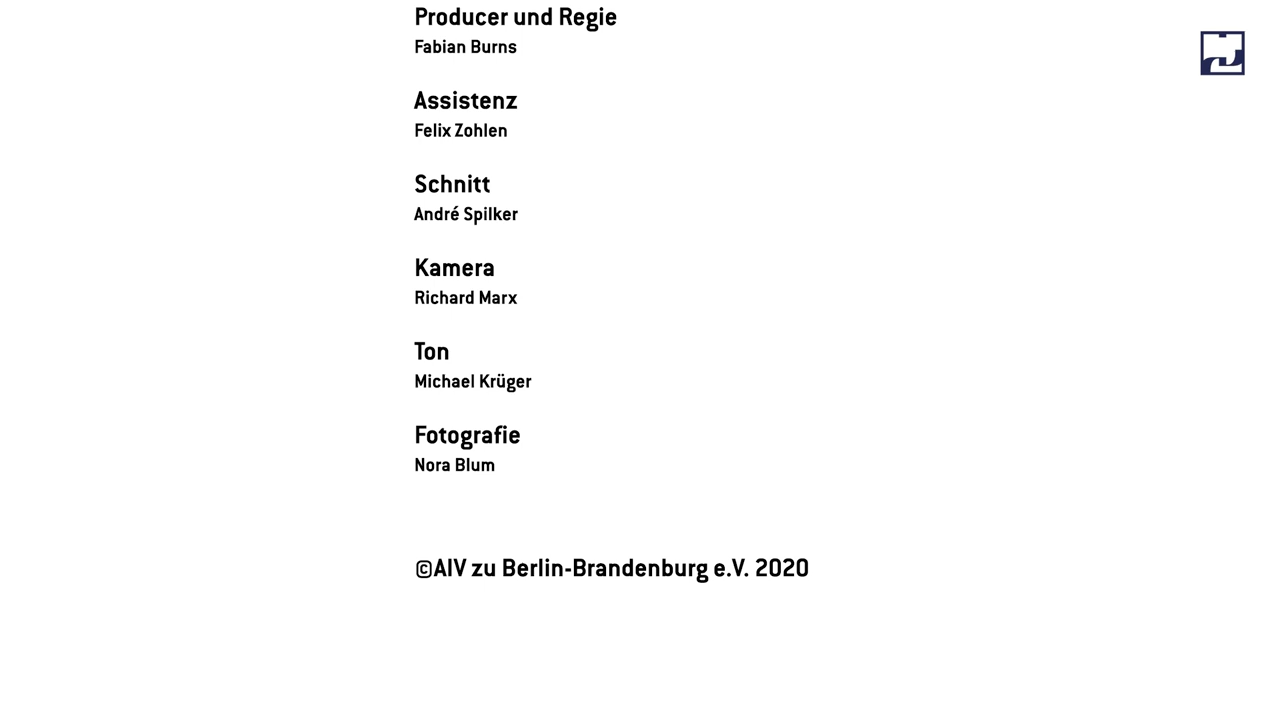 Producer und Regie
Fabian Burns
Assistenz
Felix Zohlen
Schnitt
André Spilker
Kamera
Richard Marx
Ton
Michael Krüger
Fotografie
Nora Blum
©AIV zu Berlin-Brandenburg e.V. 2020